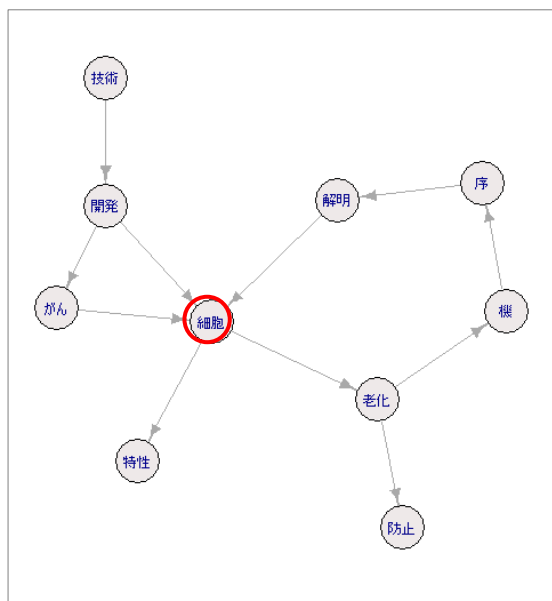 技術
開発
解明
序
がん
細胞
機
老化
特性
防止